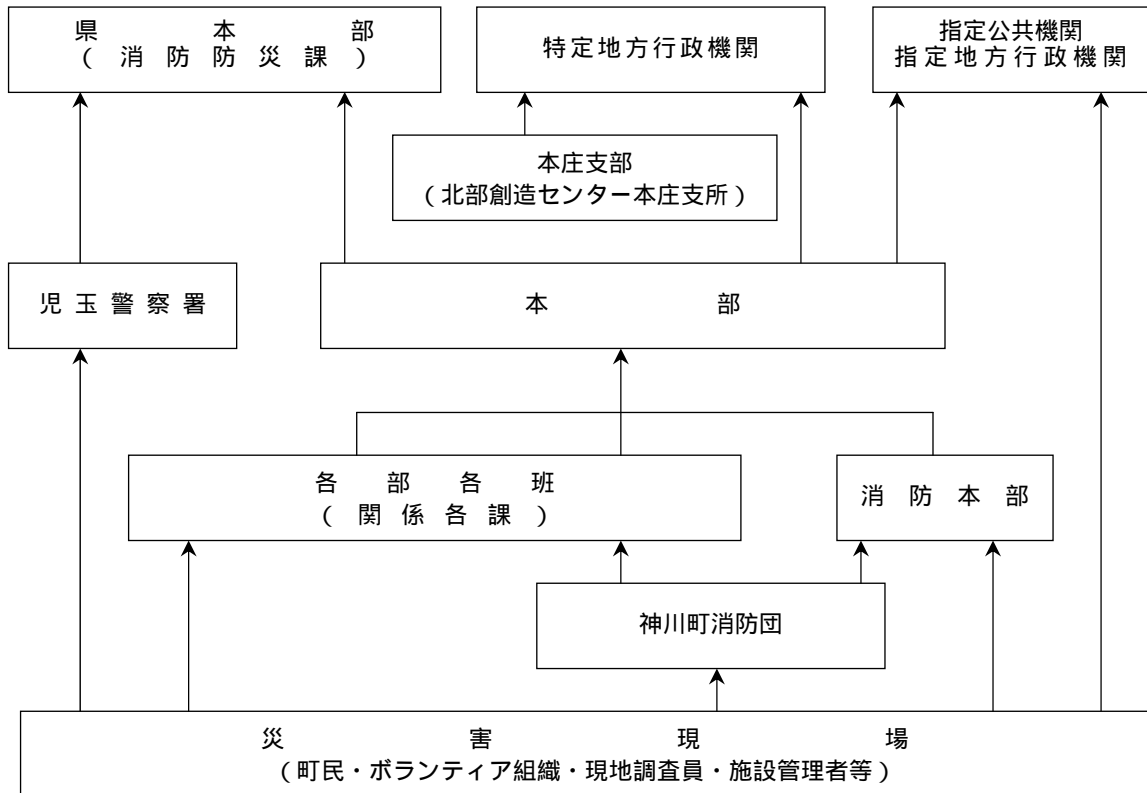 県本部
(消防防災課)
特定地方行政機関
指定公共機関
指定地方行政機関
本庄支部
(北部創造センター本庄支所)
児玉警察署
本部
各部各班
(関係各課)
消防本部
神川町消防団
災害現場
(町民・ボランティア組織・現地調査員・施設管理者等)